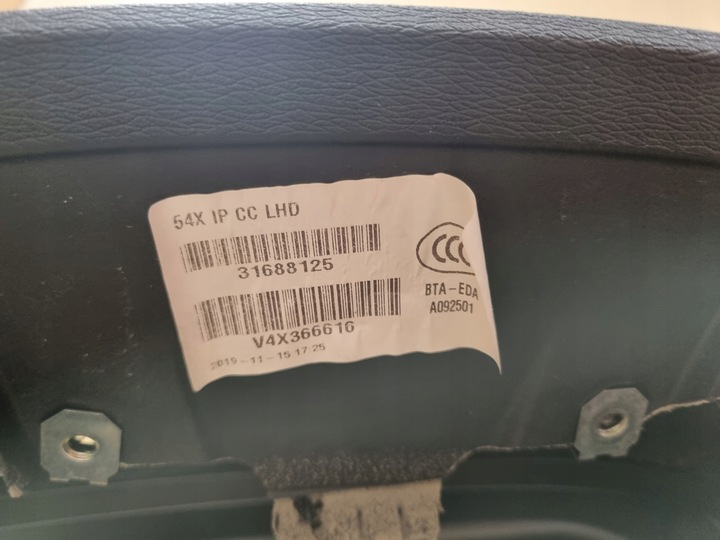 54X IP CC LHD
31688125
CCC
BTA-EDA
A092501
V4X366616
2019-11-15 17:25